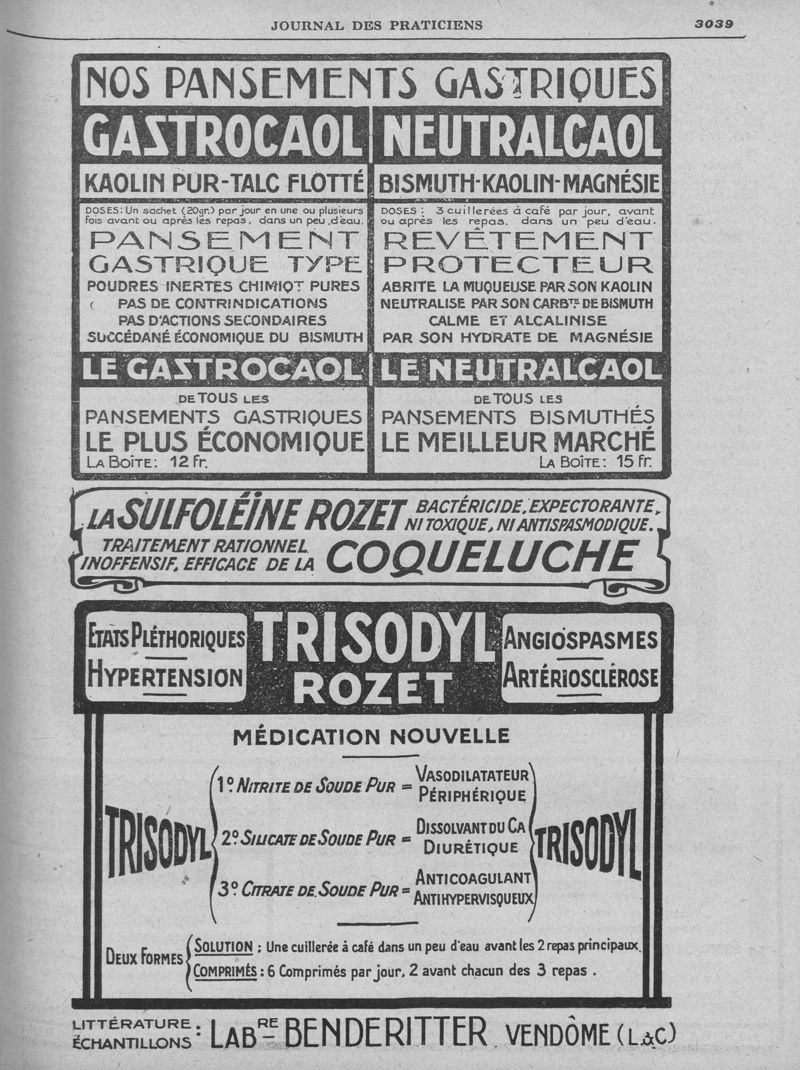 JOURNAL DES PRATICIENS 3039
NOS PANSEMENTS GASTRIQUES
GASTROCAOL
KAOLIN PUR-TALC FLOTTÉ
DOSES: Un sachet (20gr.) par jour en une ou plusieurs
fois avant ou après les repas, dans un peu d'eau.
PANSEMENT
GASTRIQUE TYPE
POUDRES INERTES CHIMIQT PURES
PAS DE CONTRINDICATIONS
PAS D'ACTIONS SECONDAIRES
SUCCÉDANÉ ÉCONOMIQUE DU BISMUTH
LE GASTROCAOL
DE TOUS LES
PANSEMENTS GASTRIQUES
LE PLUS ÉCONOMIQUE
LA BOÎTE: 12 Fr.
NEUTRALCAOL
BISMUTH-KAOLIN-MAGNÉSIE
DOSES: 3 cuillerées à café par jour, avant
ou après les repas, dans un peu d'eau.
REVÊTEMENT
PROTECTEUR
ABRITE LA MUQUEUSE PAR SON KAOLIN
NEUTRALISE PAR SON CARBTE DE BISMUTH
CALME ET ALCALINISE
PAR SON HYDRATE DE MAGNÉSIE
LE NEUTRALCAOL
DE TOUS LES
PANSEMENTS BISMUTHÉS
LE MEILLEUR MARCHÉ
LA BOÎTE: 15 Fr.
LA SULFOLÉÏNE ROZET BACTÉRICIDE, EXPECTORANTE,
NI TOXIQUE, NI ANTISPASMODIQUE.
TRAITEMENT RATIONNEL
INOFFENSIF, EFFICACE DE LA COQUELUCHE
ETATS PLÉTHORIQUES
HYPERTENSION
TRISODYL
ROZET
ANGIOSPASMES
ARTÉRIOSCLÉROSE
MÉDICATION NOUVELLE
TRISODYL
1º NITRITE DE SOUDE PUR = VASODILATATEUR
PÉRIPHÉRIQUE
2º SILICATE DE SOUDE PUR = DISSOLVANT DU CA
DIURÉTIQUE
3º CITRATE DE SOUDE PUR = ANTICOAGULANT
ANTIHYPERVISQUEUX
TRISODYL
DEUX FORMES
SOLUTION : Une cuillerée à café dans un peu d'eau avant les 2 repas principaux.
COMPRIMÉS : 6 Comprimés par jour, 2 avant chacun des 3 repas .
LITTÉRATURE :
ÉCHANTILLONS : LABRE BENDERITTER VENDÔME (L.&C)